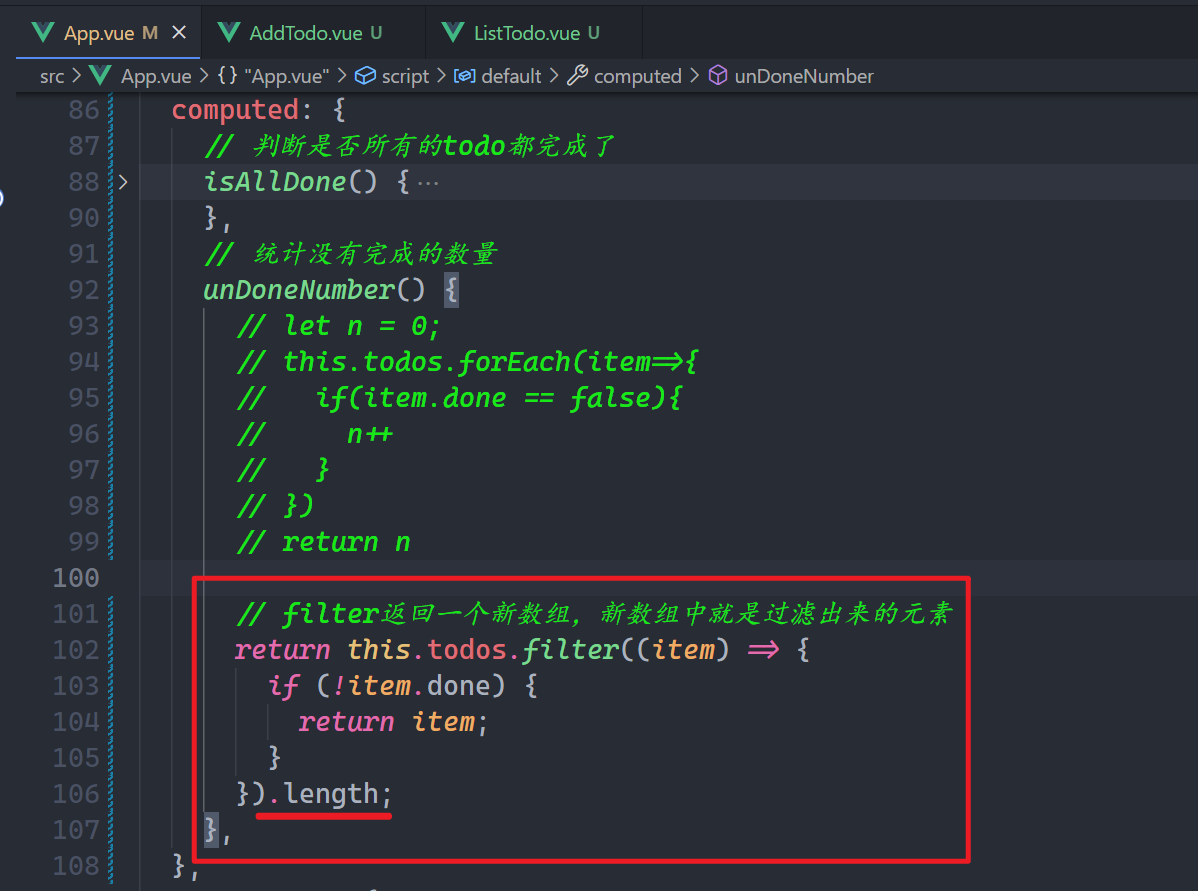 App.vue M
AddTodo.vue U
ListTodo.vue U
src > App.vue > {} "App.vue" > script > default > computed > unDoneNumber
86 computed: {
87 // 判断是否所有的todo都完成了
88 isAllDone() { ···
90 },
91 // 统计没有完成的数量
92 unDoneNumber() {
93 // let n = 0;
94 // this.todos.forEach(item=>{
95 //   if(item.done == false){
96 //     n++
97 //   }
98 // })
99 // return n
100
101 // filter返回一个新数组, 新数组中就是过滤出来的元素
102 return this.todos.filter((item) => {
103 if (!item.done) {
104 return item;
105 }
106 }).length;
107 },
108 },